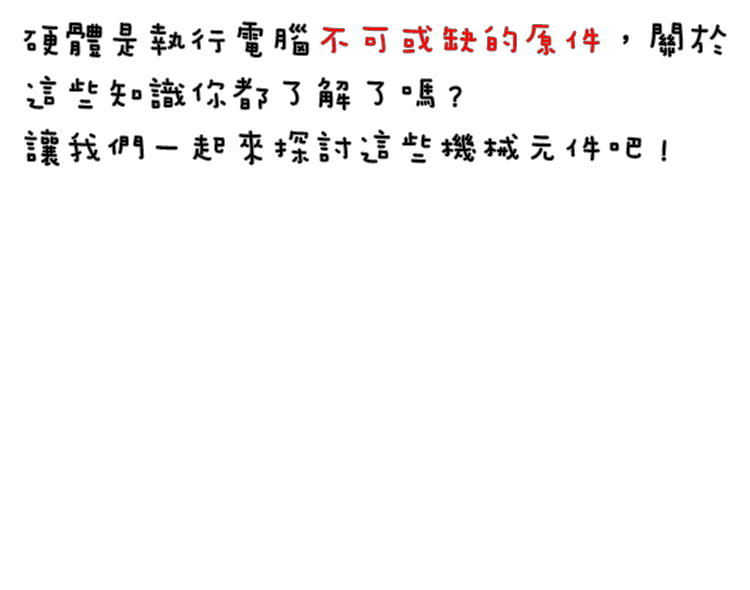 硬體是執行電腦不可或缺的原件，關於
這些知識你都了解了嗎？
讓我們一起來探討這些機械元件吧！